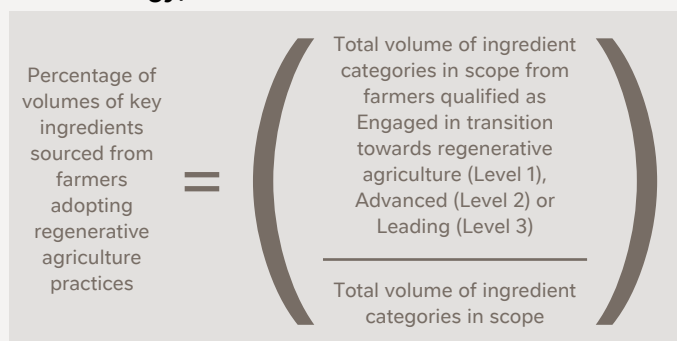 Percentage of
volumes of key
ingredients
sourced from
farmers
adopting
regenerative
agriculture
practices
=
Total volume of ingredient
categories in scope from
farmers qualified as
Engaged in transition
towards regenerative
agriculture (Level 1),
Advanced (Level 2) or
Leading (Level 3)
Total volume of ingredient
categories in scope